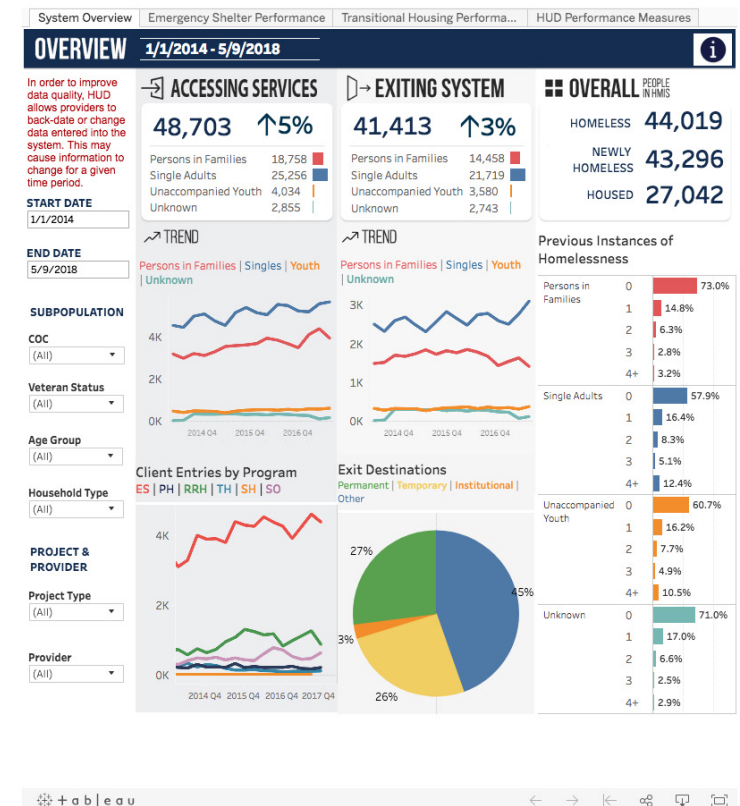 System Overview
Emergency Shelter Performance
Transitional Housing Performa...
HUD Performance Measures
OVERVIEW
1/1/2014 - 5/9/2018
i
In order to improve
data quality, HUD
allows providers to
back-date or change
data entered into the
system. This may
cause information to
change for a given
time period.
START DATE
1/1/2014
END DATE
5/9/2018
SUBPOPULATION
COC
(All)
Veteran Status
(All)
Age Group
(All)
Household Type
(All)
PROJECT &
PROVIDER
Project Type
(All)
Provider
(All)
ACCESSING SERVICES
48,703 ↑5%
Persons in Families 18,758
Single Adults 25,256
Unaccompanied Youth 4,034
Unknown 2,855
TREND
Persons in Families | Singles | Youth
| Unknown
4K
2K
0K
2014 Q4 2015 Q4 2016 Q4
Client Entries by Program
ES | PH | RRH | TH | SH | SO
4K
2K
0K
2014 Q4 2015 Q4 2016 Q4 2017 Q4
EXITING SYSTEM
41,413 ↑3%
Persons in Families 14,458
Single Adults 21,719
Unaccompanied Youth 3,580
Unknown 2,743
TREND
Persons in Families | Singles | Youth
| Unknown
3K
2K
1K
0K
2014 Q4 2015 Q4 2016 Q4
Exit Destinations
Permanent | Temporary | Institutional |
Other
27%
45%
3%
26%
OVERALL PEOPLE
IN HMIS
HOMELESS 44,019
NEWLY
HOMELESS 43,296
HOUSED 27,042
Previous Instances of
Homelessness
Persons in
Families
0 73.0%
1 14.8%
2 6.3%
3 2.8%
4+ 3.2%
Single Adults 0 57.9%
1 16.4%
2 8.3%
3 5.1%
4+ 12.4%
Unaccompanied
Youth
0 60.7%
1 16.2%
2 7.7%
3 4.9%
4+ 10.5%
Unknown 0 71.0%
1 17.0%
2 6.6%
3 2.5%
4+ 2.9%
+ a b | e a u